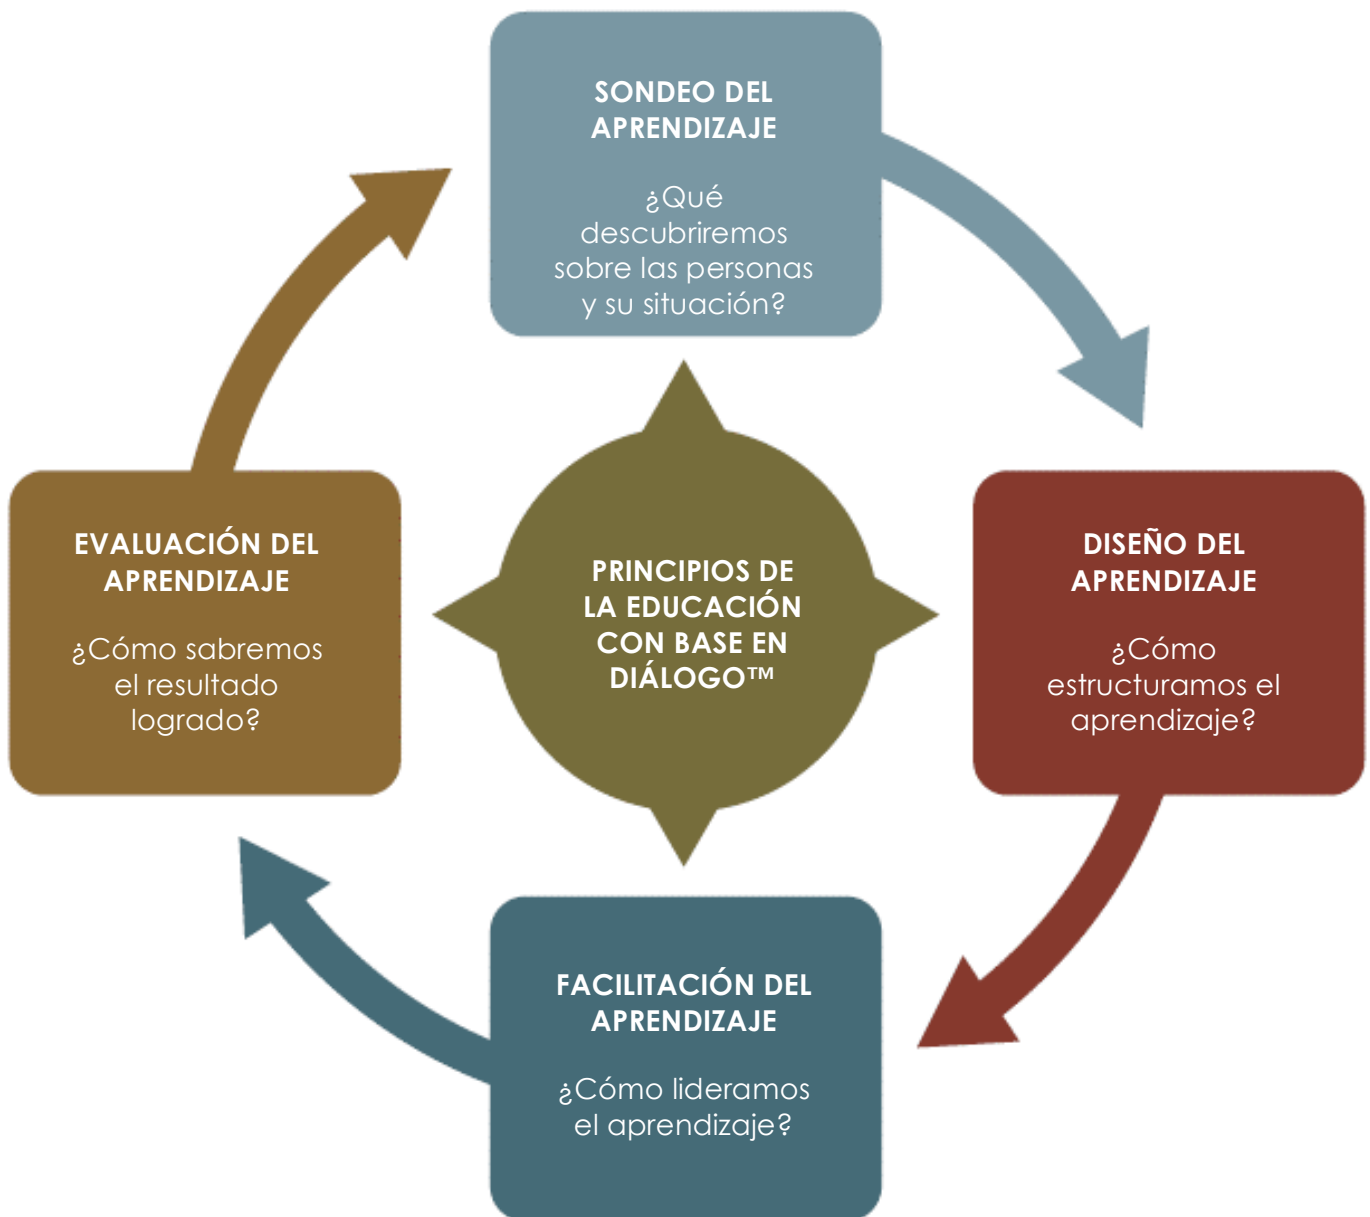 SONDEO DEL
APRENDIZAJE
¿Qué
descubriremos
sobre las personas
y su situación?
EVALUACIÓN DEL
APRENDIZAJE
¿Cómo sabremos
el resultado
logrado?
PRINCIPIOS DE
LA EDUCACIÓN
CON BASE EN
DIÁLOGO™
DISEÑO DEL
APRENDIZAJE
¿Cómo
estructuramos el
aprendizaje?
FACILITACIÓN DEL
APRENDIZAJE
¿Cómo lideramos
el aprendizaje?